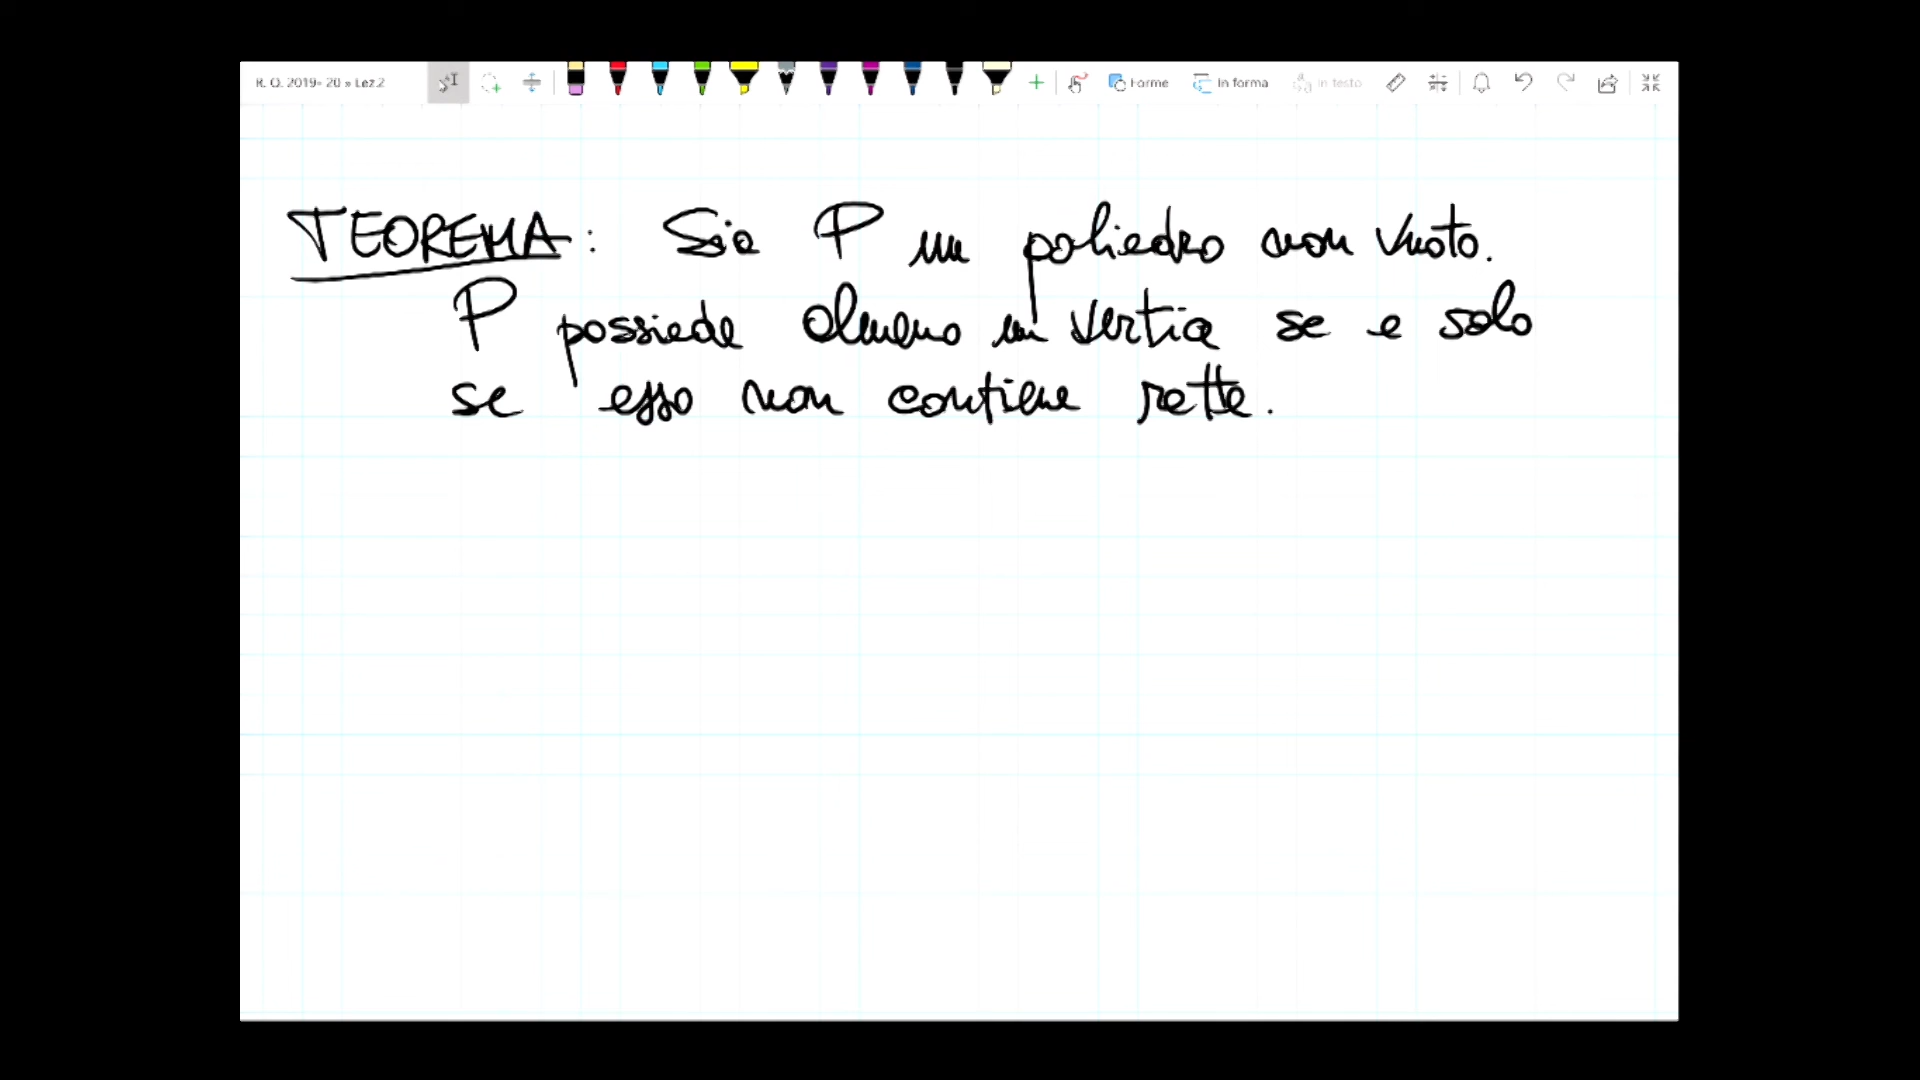 R. O. 2019-20 » Lez.2
Forme
In forma
in testo
TEOREMA: Sia P un poliedro non vuoto.
P possiede almeno un vertice se e solo
se esso non contiene rette.